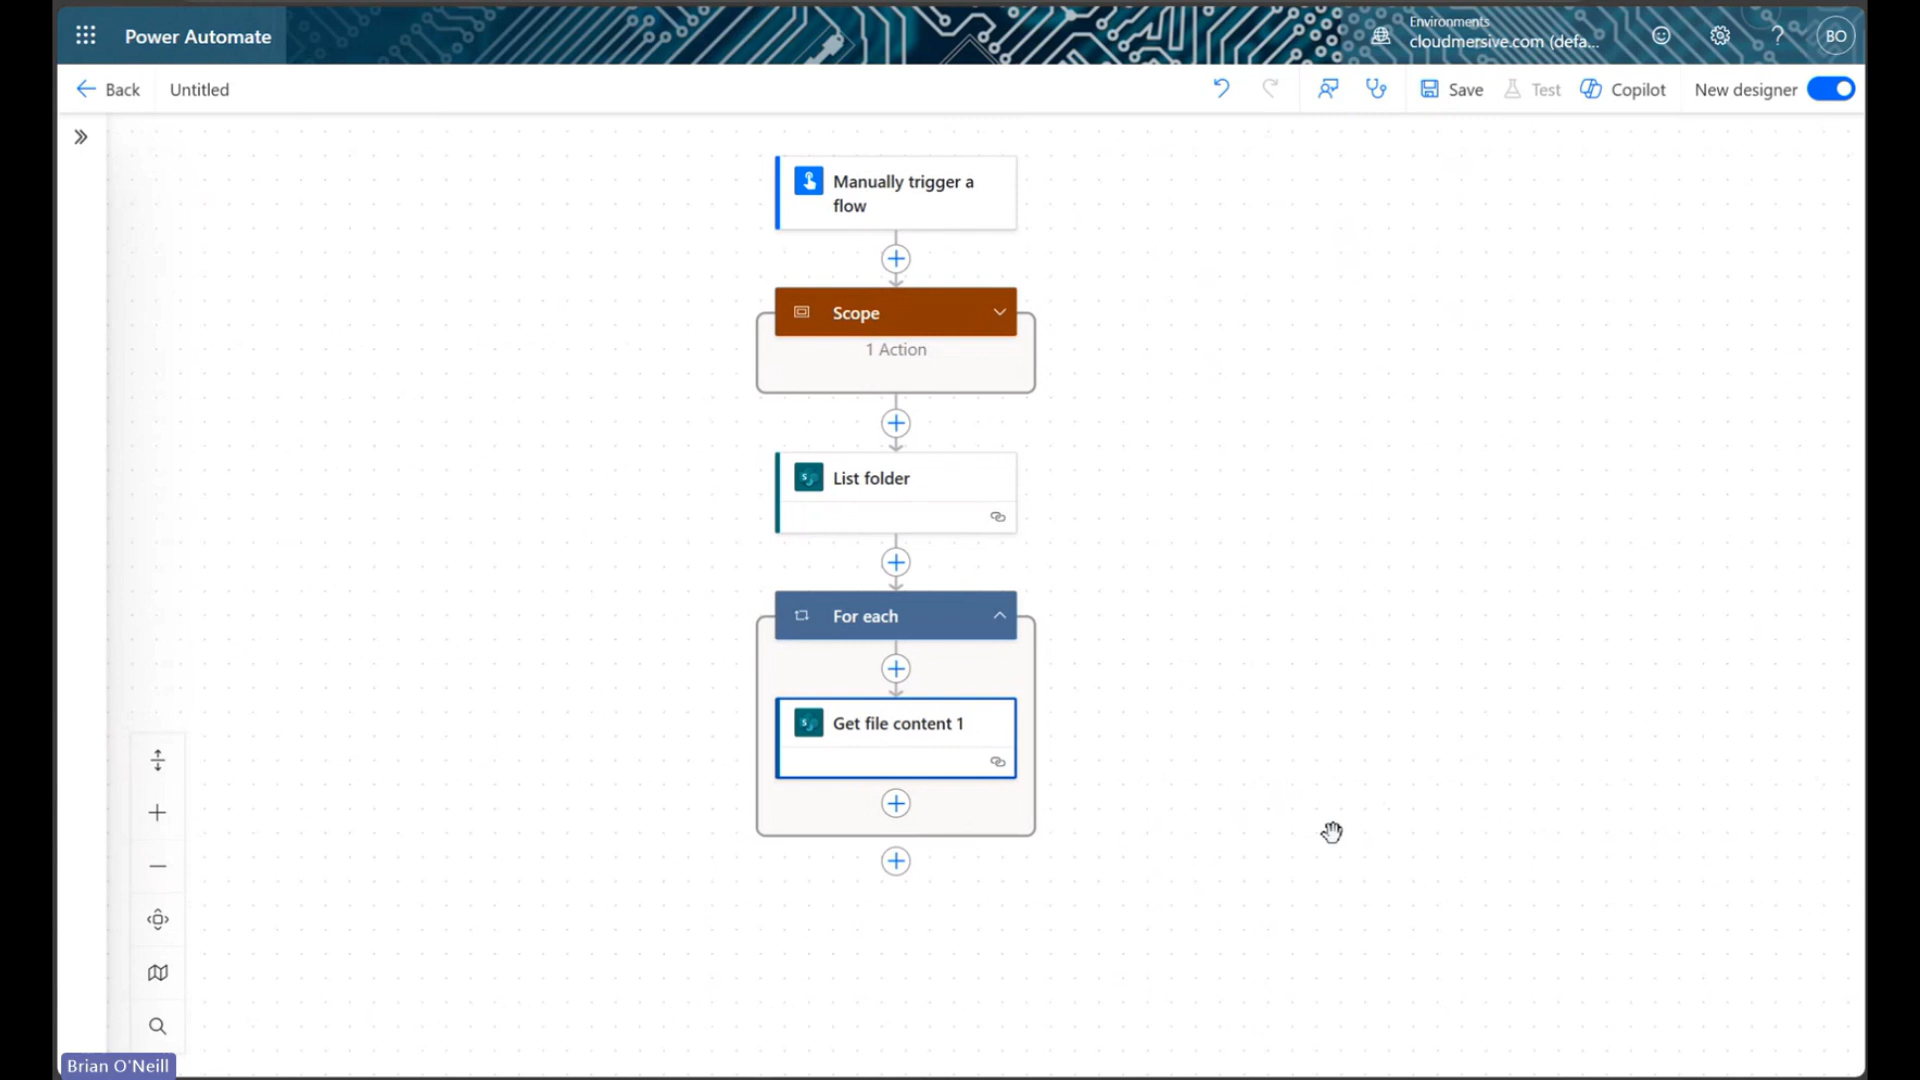 Power Automate
Environments
cloudmersive.com (defa...
BO
Back
Untitled
Save
Test
Copilot
New designer
Manually trigger a
flow
Scope
1 Action
List folder
For each
Get file content 1
Brian O'Neill